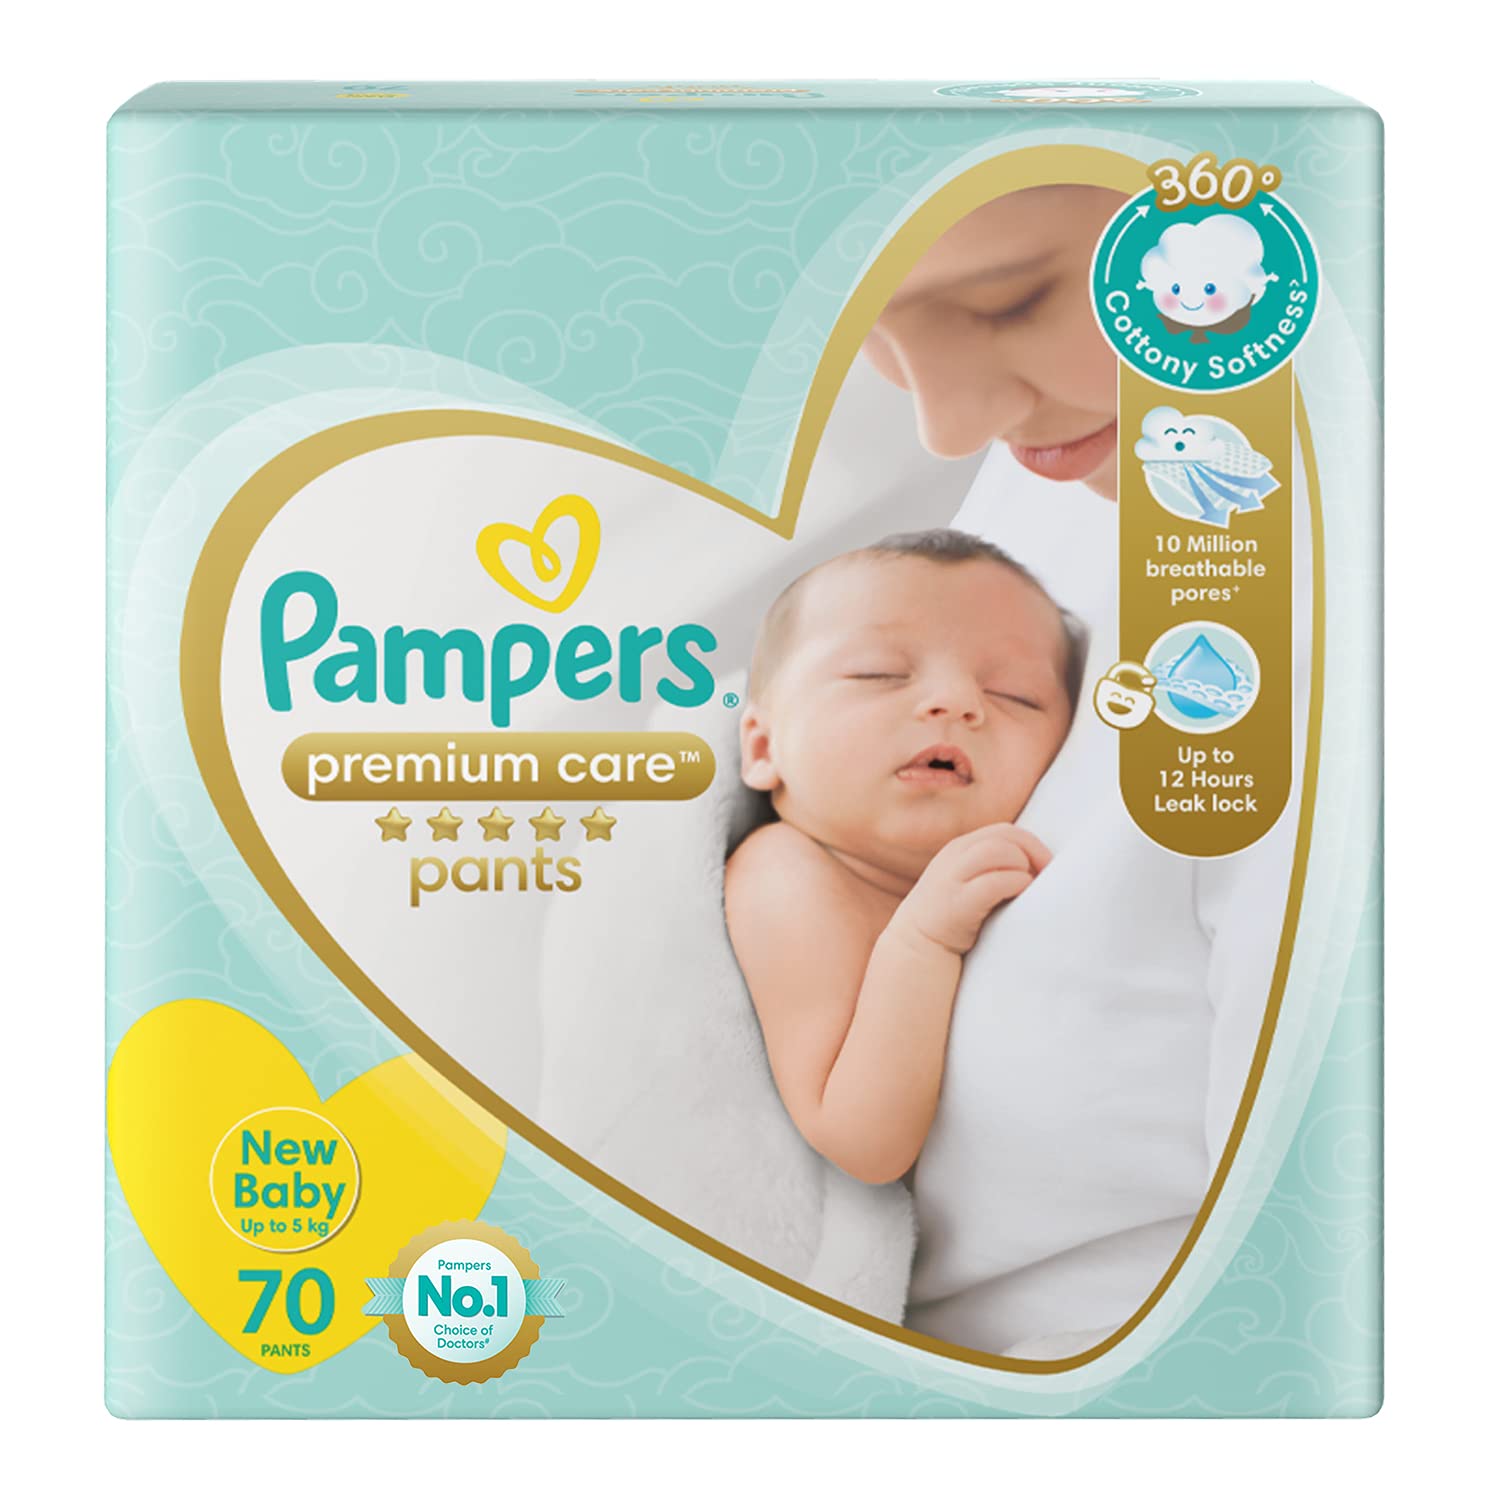 360°
Cottony Softness?
Pampers®
premium care™
pants
10 Million
breathable
pores+
Up to
12 Hours
Leak lock
New
Baby
Up to 5 kg
70
PANTS
Pampers
No.1
Choice of
Doctors#